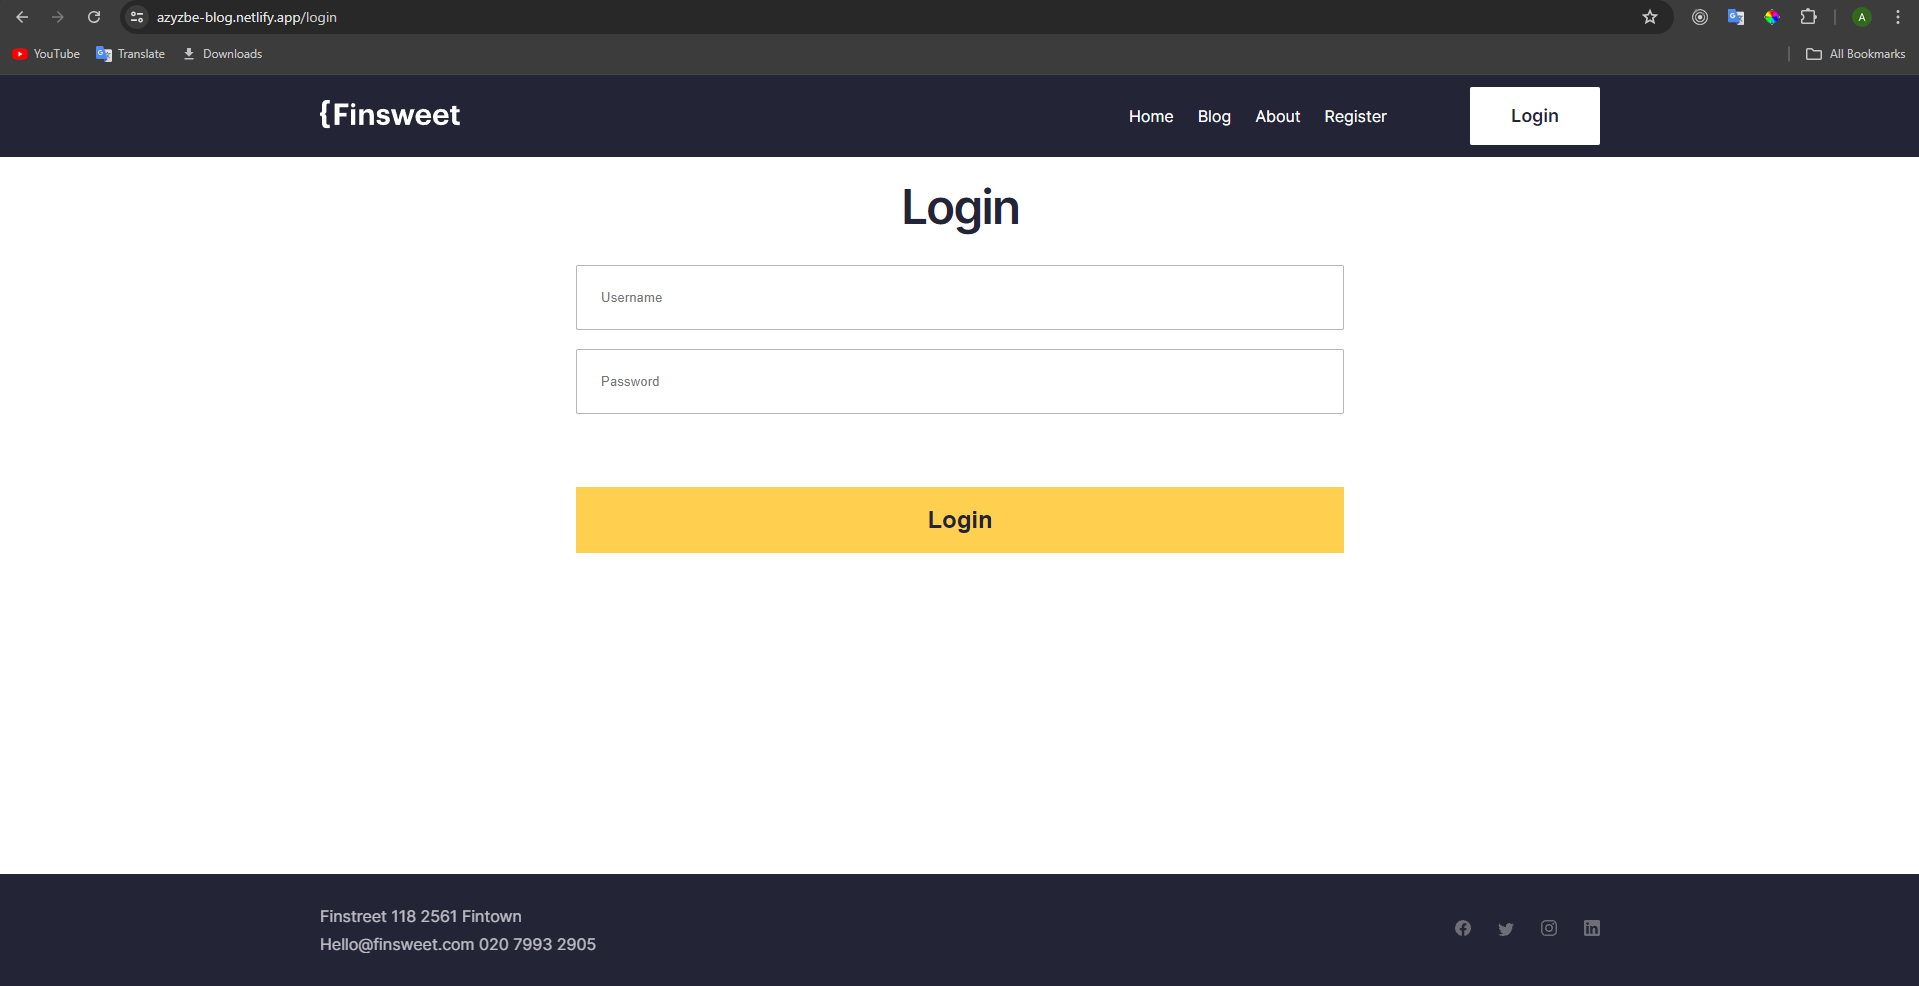 azyzbe-blog.netlify.app/login
A
YouTube Translate Downloads All Bookmarks
{Finsweet Home Blog About Register Login
Login
Username
Password
Login
Finstreet 118 2561 Fintown
Hello@finsweet.com 020 7993 2905